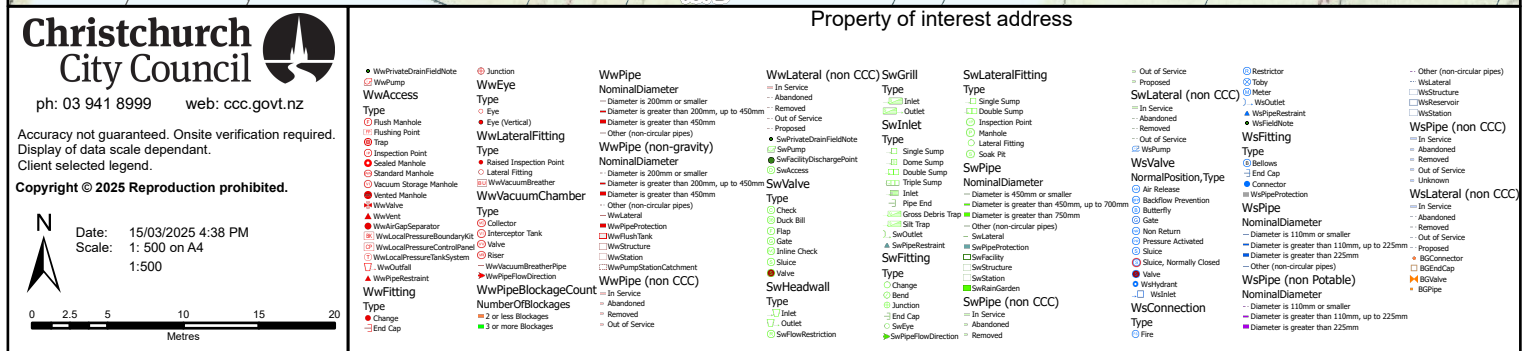 Property of interest address
Christchurch
City Council
ph: 03 941 8999 web: ccc.govt.nz
Accuracy not guaranteed. Onsite verification required.
Display of data scale dependant.
Client selected legend.
Copyright © 2025 Reproduction prohibited.
N
Date: 15/03/2025 4:38 PM
Scale: 1: 500 on A4
1:500
0 2.5 5 10 15 20
Metres
WwPrivateDrainFieldNote
WwPump
WwAccess
Type
Flush Manhole
Flushing Point
Trap
Inspection Point
Sealed Manhole
Standard Manhole
Vacuum Storage Manhole
Vented Manhole
WwValve
WwVent
WwAirGapSeparator
WwLocalPressureBoundaryKit
WwLocalPressureControlPanel
WwLocalPressureTankSystem
WwOutfall
WwPipeRestraint
WwFitting
Type
Change
End Cap
Junction
WwEye
Type
Eye
Eye (Vertical)
WwLateralFitting
Type
Raised Inspection Point
Lateral Fitting
WwVacuumBreather
WwVacuumChamber
Type
Collector
Interceptor Tank
Valve
Riser
WwVacuumBreatherPipe
WwPipeFlowDirection
WwPipeBlockageCount
NumberOfBlockages
2 or less Blockages
3 or more Blockages
WwPipe
NominalDiameter
Diameter is 200mm or smaller
Diameter is greater than 200mm, up to 450mm
Diameter is greater than 450mm
Other (non-circular pipes)
WwPipe (non-gravity)
NominalDiameter
Diameter is 200mm or smaller
Diameter is greater than 200mm, up to 450mm
Diameter is greater than 450mm
Other (non-circular pipes)
WwLateral
WwPipeProtection
WwFlushTank
WwStructure
WwStation
WwPumpStationCatchment
WwPipe (non CCC)
In Service
Abandoned
Removed
Out of Service
WwLateral (non CCC)
In Service
Abandoned
Removed
Out of Service
Proposed
SwPrivateDrainFieldNote
SwPump
SwFacilityDischargePoint
SwAccess
SwValve
Type
Check
Duck Bill
Flap
Gate
Inline Check
Sluice
Valve
SwHeadwall
Type
Inlet
Outlet
SwFlowRestriction
SwGrill
Type
Inlet
Outlet
SwInlet
Type
Single Sump
Dome Sump
Double Sump
Triple Sump
Inlet
Pipe End
Gross Debris Trap
Silt Trap
SwOutlet
SwPipeRestraint
SwFitting
Type
Change
Bend
Junction
End Cap
SwEye
SwPipeFlowDirection
SwLateralFitting
Type
Single Sump
Double Sump
Inspection Point
Manhole
Lateral Fitting
Soak Pit
SwPipe
NominalDiameter
Diameter is 450mm or smaller
Diameter is greater than 450mm, up to 700mm
Diameter is greater than 750mm
Other (non-circular pipes)
SwLateral
SwPipeProtection
SwFacility
SwStructure
SwStation
SwRainGarden
SwPipe (non CCC)
In Service
Abandoned
Removed
Out of Service
Proposed
SwLateral (non CCC)
In Service
Abandoned
Removed
Out of Service
WsPump
WsValve
NormalPosition,Type
Air Release
Backflow Prevention
Butterfly
Gate
Non Return
Pressure Activated
Sluice
Sluice, Normally Closed
Valve
WsHydrant
WsInlet
WsConnection
Type
Fire
Restrictor
Toby
Meter
WsOutlet
WsPipeRestraint
WsFieldNote
WsFitting
Type
Bellows
End Cap
Connector
WsPipeProtection
WsPipe
NominalDiameter
Diameter is 110mm or smaller
Diameter is greater than 110mm, up to 225mm
Diameter is greater than 225mm
Other (non-circular pipes)
WsPipe (non Potable)
NominalDiameter
Diameter is 110mm or smaller
Diameter is greater than 110mm, up to 225mm
Diameter is greater than 225mm
Other (non-circular pipes)
WsLateral
WsStructure
WsReservoir
WsStation
WsPipe (non CCC)
In Service
Abandoned
Removed
Out of Service
Unknown
WsLateral (non CCC)
In Service
Abandoned
Removed
Out of Service
Proposed
BGConnector
BGEndCap
BGValve
BGPipe